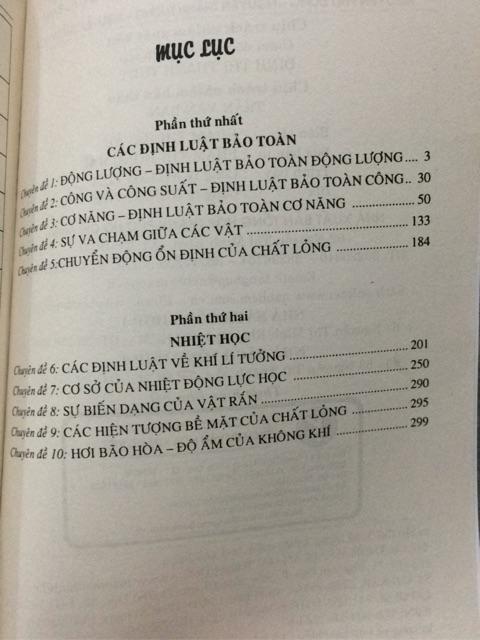 MỤC LỤC
Phần thứ nhất
CÁC ĐỊNH LUẬT BẢO TOÀN
Chuyên đề 1: ĐỘNG LƯỢNG – ĐỊNH LUẬT BẢO TOÀN ĐỘNG LƯỢNG.... 3
Chuyên đề 2: CÔNG VÀ CÔNG SUẤT – ĐỊNH LUẬT BẢO TOÀN CÔNG.. 30
Chuyên đề 3: CƠ NĂNG – ĐỊNH LUẬT BẢO TOÀN CƠ NĂNG ................ 50
Chuyên đề 4: SỰ VA CHẠM GIỮA CÁC VẬT ............................ 133
Chuyên đề 5:CHUYỂN ĐỘNG ỔN ĐỊNH CỦA CHẤT LỎNG ................ 184
Phần thứ hai
NHIỆT HỌC
Chuyên đề 6: CÁC ĐỊNH LUẬT VỀ KHÍ LÍ TƯỞNG ........................ 201
Chuyên đề 7: CƠ SỞ CỦA NHIỆT ĐỘNG LỰC HỌC ........................ 250
Chuyên đề 8: SỰ BIẾN DẠNG CỦA VẬT RẮN ............................ 290
Chuyên đề 9: CÁC HIỆN TƯỢNG BỀ MẶT CỦA CHẤT LỎNG ............ 295
Chuyên đề 10: HƠI BÃO HÒA – ĐỘ ẨM CỦA KHÔNG KHÍ ................ 299